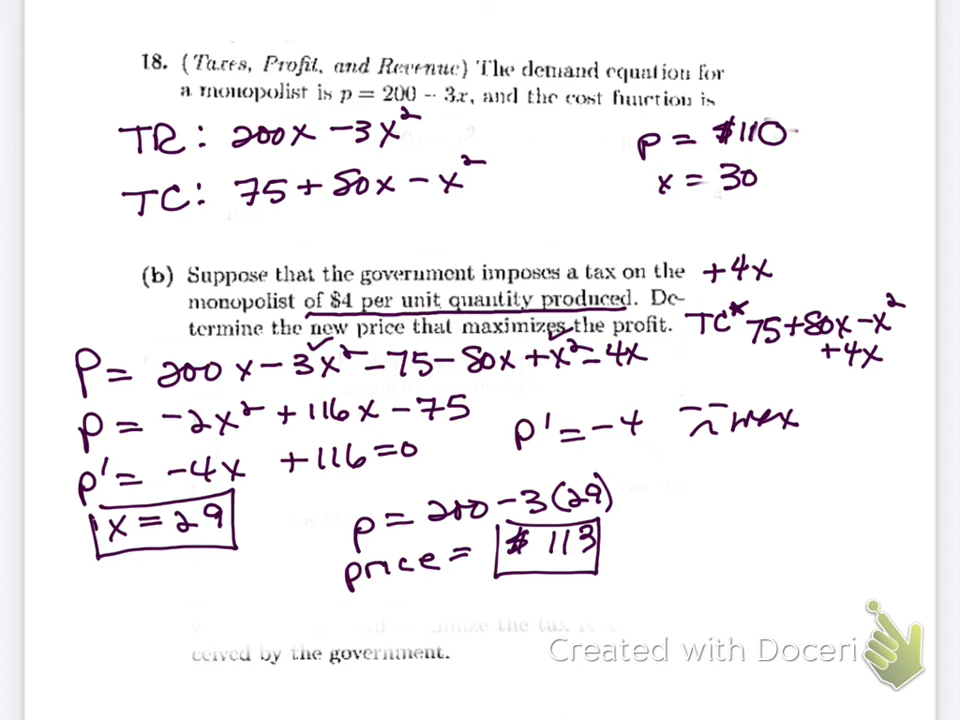 18. (Taxes, Profit, and Revenue) The demand equation for
a monopolist is p = 200 - 3x, and the cost function is
TR: 200x - 3x²
TC: 75 + 80x - x²
p = $110
x = 30
(b) Suppose that the government imposes a tax on the
monopolist of $4 per unit quantity produced. De-
termine the new price that maximizes the profit.
+4x
TC* 75 + 80x - x²
+4x
P = 200x - 3x² - 75 - 80x + x² - 4x
P = -2x² + 116x - 75
P' = -4x + 116 = 0
x = 29
P' = -4 max
p = 200 - 3(29)
price = $ 113
the tax
ceived by the government.
Created with Doceri